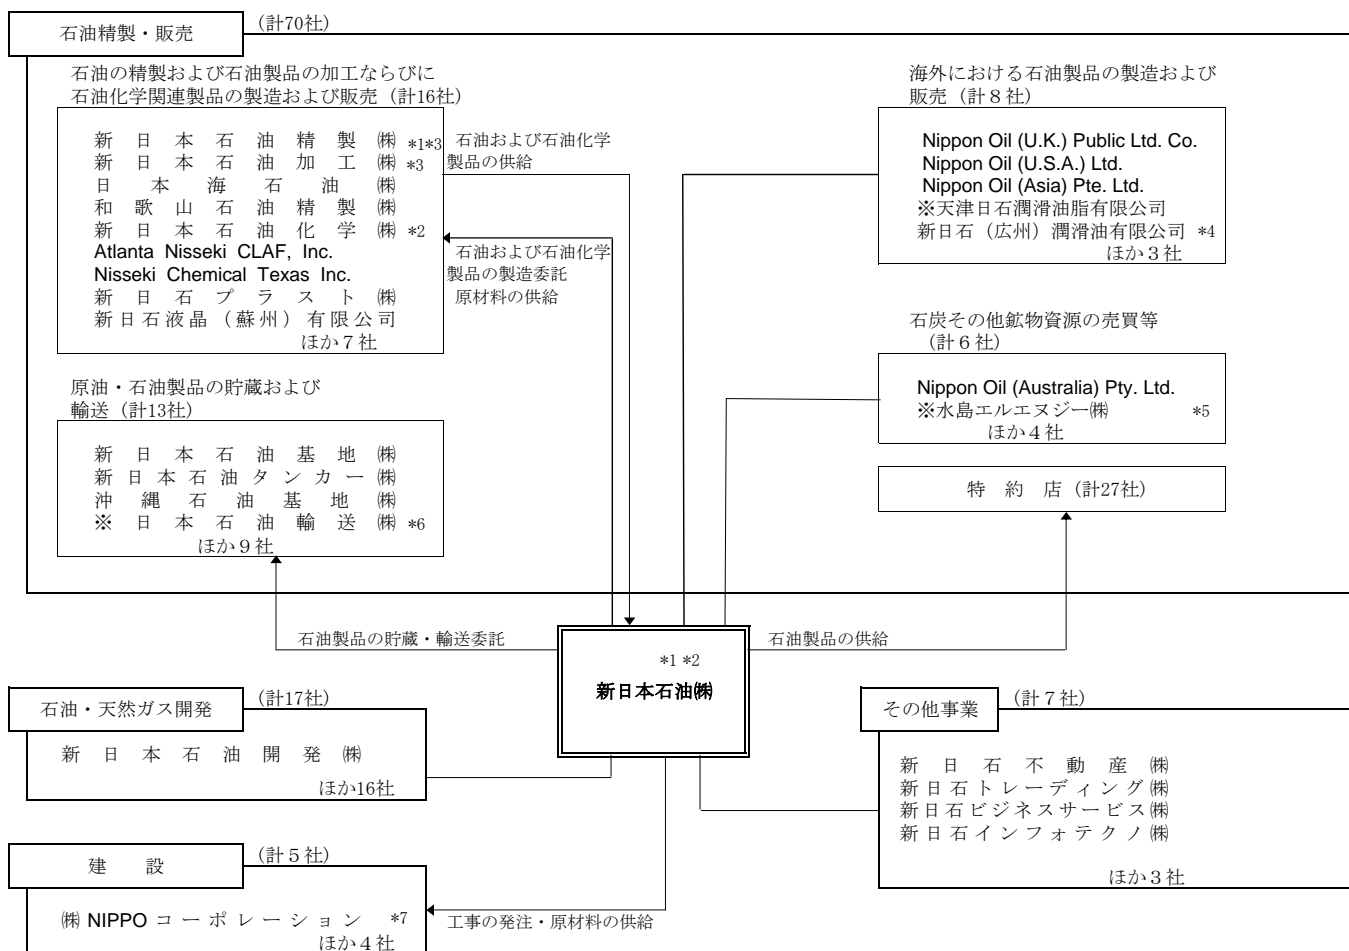 石油精製・販売
(計70社)
石油の精製および石油製品の加工ならびに
石油化学関連製品の製造および販売 (計16社)
新日本石油精製㈱ *1*3
新日本石油加工㈱ *3
日本海石油㈱
和歌山石油精製㈱
新日本石油化学㈱ *2
Atlanta Nisseki CLAF, Inc.
Nisseki Chemical Texas Inc.
新日石プラスト㈱
新日石液晶(蘇州)有限公司
ほか7社
石油および石油化学
製品の供給
石油および石油化学
製品の製造委託
原材料の供給
海外における石油製品の製造および
販売 (計8社)
Nippon Oil (U.K.) Public Ltd. Co.
Nippon Oil (U.S.A.) Ltd.
Nippon Oil (Asia) Pte. Ltd.
※天津日石潤滑油脂有限公司
新日石(広州)潤滑油有限公司 *4
ほか3社
石炭その他鉱物資源の売買等
(計6社)
Nippon Oil (Australia) Pty. Ltd.
※水島エルエヌジー㈱ *5
ほか4社
原油・石油製品の貯蔵および
輸送 (計13社)
新日本石油基地㈱
新日本石油タンカー㈱
沖縄石油基地㈱
※日本石油輸送㈱ *6
ほか9社
特約店 (計27社)
石油製品の貯蔵・輸送委託
石油製品の供給
*1 *2
新日本石油㈱
石油・天然ガス開発
(計17社)
新日本石油開発㈱
ほか16社
その他事業
(計7社)
新日石不動産㈱
新日石トレーディング㈱
新日石ビジネスサービス㈱
新日石インフォテクノ㈱
ほか3社
建設
(計5社)
㈱NIPPOコーポレーション *7
ほか4社
工事の発注・原材料の供給